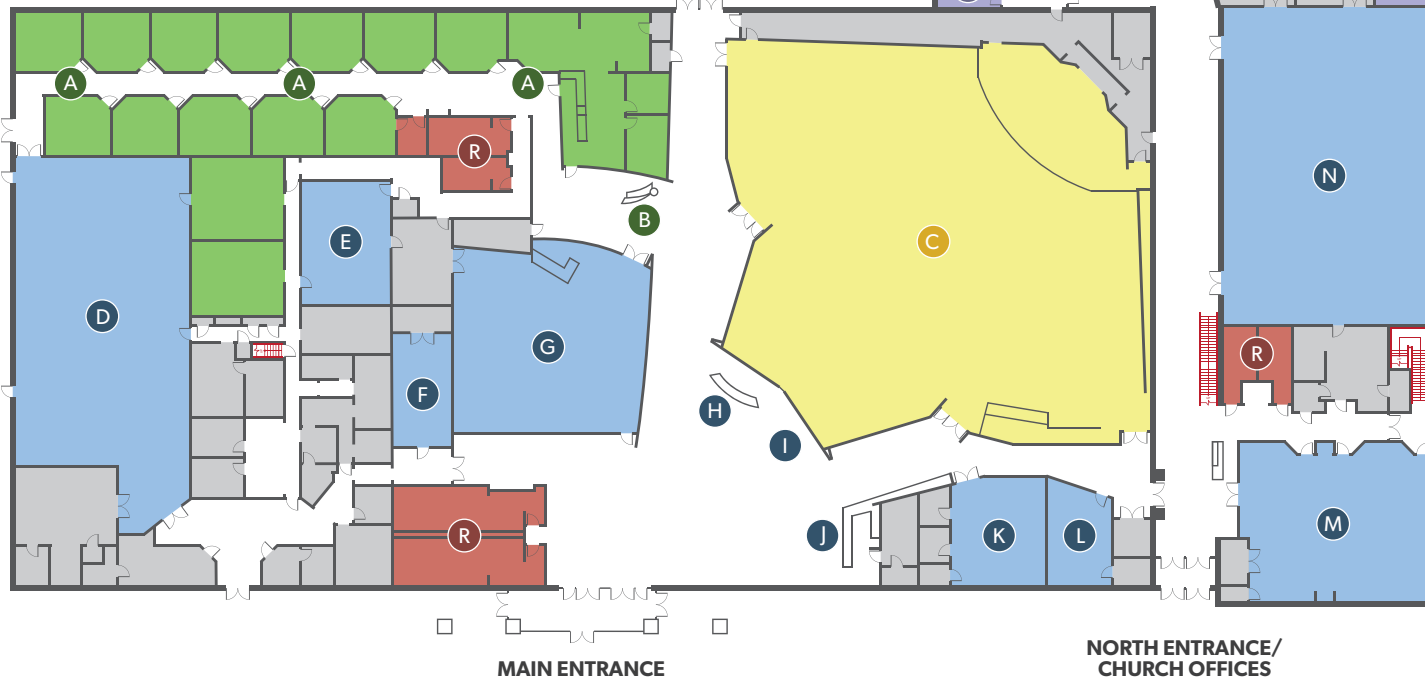 A A A
R
N
B
E
C
D
G
R
F
H
I
M
R
J
K
L
MAIN ENTRANCE
NORTH ENTRANCE/
CHURCH OFFICES